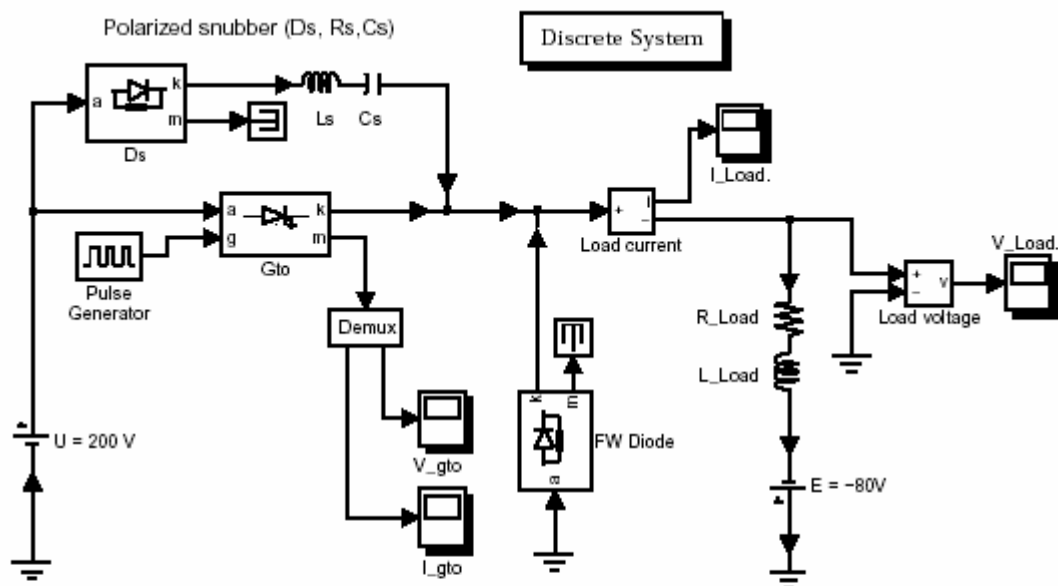 Polarized snubber (Ds, Rs,Cs)
Discrete System
a
k
m
Ds
Ls
Cs
I_Load.
a
g
k
m
Gto
Pulse
Generator
+
I
−
Load current
V_Load.
+
−
v
Load voltage
Demux
R_Load
L_Load
k
m
a
FW Diode
V_gto
I_gto
U = 200 V
E = −80V